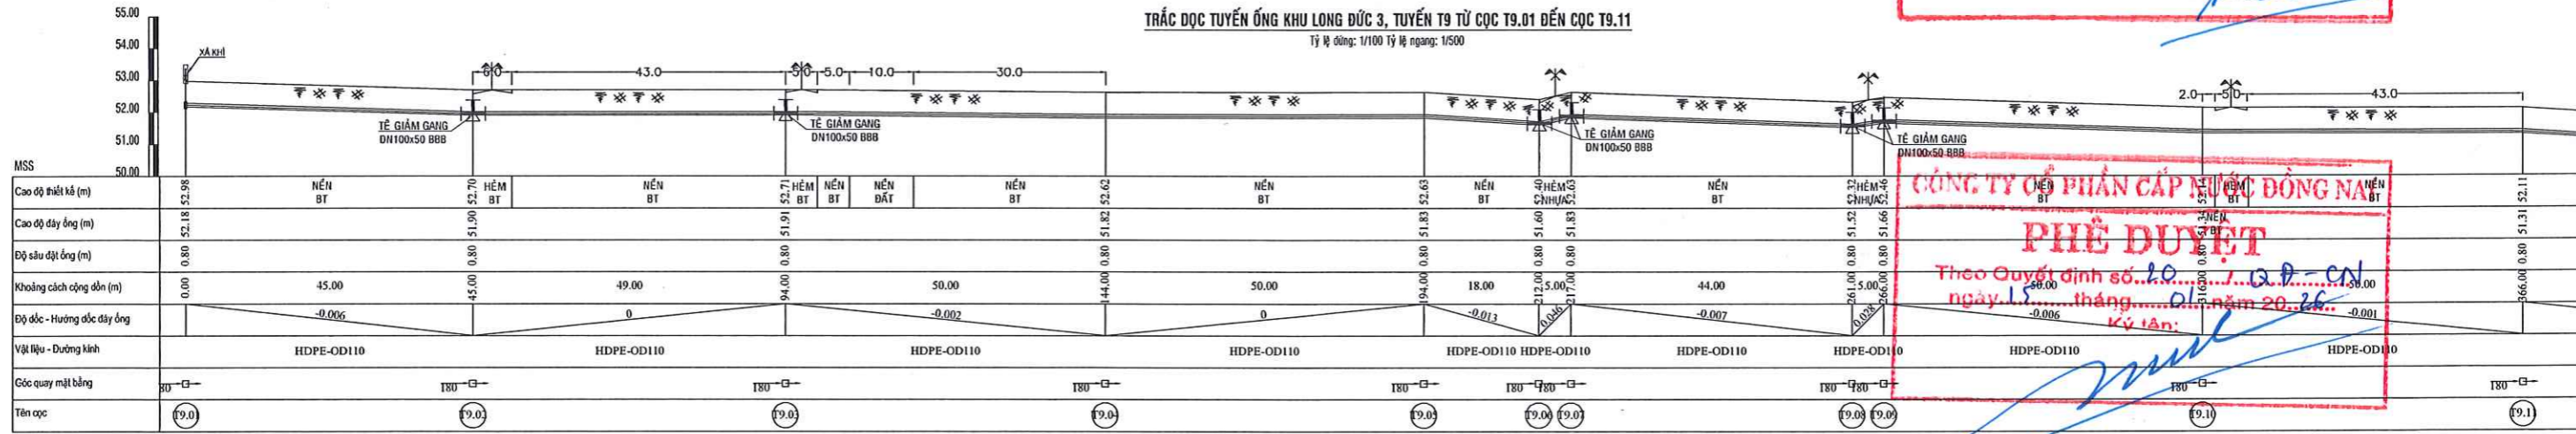 TRẮC DỌC TUYẾN ỐNG KHU LONG ĐỨC 3, TUYẾN T9 TỪ CỌC T9.01 ĐẾN CỌC T9.11
Tỷ lệ đứng: 1/100 Tỷ lệ ngang: 1/500
55.00
54.00
53.00
52.00
51.00
50.00
MSS
XẢ KHÍ
6.0 43.0 5.0 5.0 10.0 30.0 2.0 5.0 43.0
TÊ GIẢM GANG
DN100x50 BBB
TÊ GIẢM GANG
DN100x50 BBB
TÊ GIẢM GANG
DN100x50 BBB
TÊ GIẢM GANG
DN100x50 BBB
Cao độ thiết kế (m) 52.98 52.70 52.71 52.62 52.63 52.40 52.63 52.32 52.46 52.11
NỀN BT HẺM BT NỀN BT HẺM BT NỀN BT NỀN ĐẤT NỀN BT NỀN BT NỀN BT HẺM NHỰA NỀN BT HẺM NHỰA NỀN BT HẺM BT NỀN BT
NỀN BT
Cao độ đáy ống (m) 52.18 51.90 51.91 51.82 51.83 51.60 51.83 51.52 51.66 51.31
Độ sâu đặt ống (m) 0.80 0.80 0.80 0.80 0.80 0.80 0.80 0.80 0.80 0.80 0.80
Khoảng cách cộng dồn (m) 0.00 45.00 45.00 49.00 94.00 50.00 144.00 50.00 194.00 18.00 212.00 5.00 217.00 44.00 261.00 5.00 266.00 50.00 316.00 50.00 366.00
Độ dốc - Hướng dốc đáy ống -0.006 0 -0.002 0 -0.013 0.046 -0.007 0.028 -0.006 -0.001
Vật liệu - Đường kính HDPE-OD110 HDPE-OD110 HDPE-OD110 HDPE-OD110 HDPE-OD110 HDPE-OD110 HDPE-OD110 HDPE-OD110 HDPE-OD110 HDPE-OD110
Góc quay mặt bằng 80 180 180 180 180 180 180 180 180 180 180
Tên cọc T9.01 T9.02 T9.03 T9.04 T9.05 T9.06 T9.07 T9.08 T9.09 T9.10 T9.11
CÔNG TY CỔ PHẦN CẤP NƯỚC ĐỒNG NAI
PHÊ DUYỆT
Theo Quyết định số 20 / QĐ-CN
ngày 15 tháng 01 năm 20 26
Ký tên: